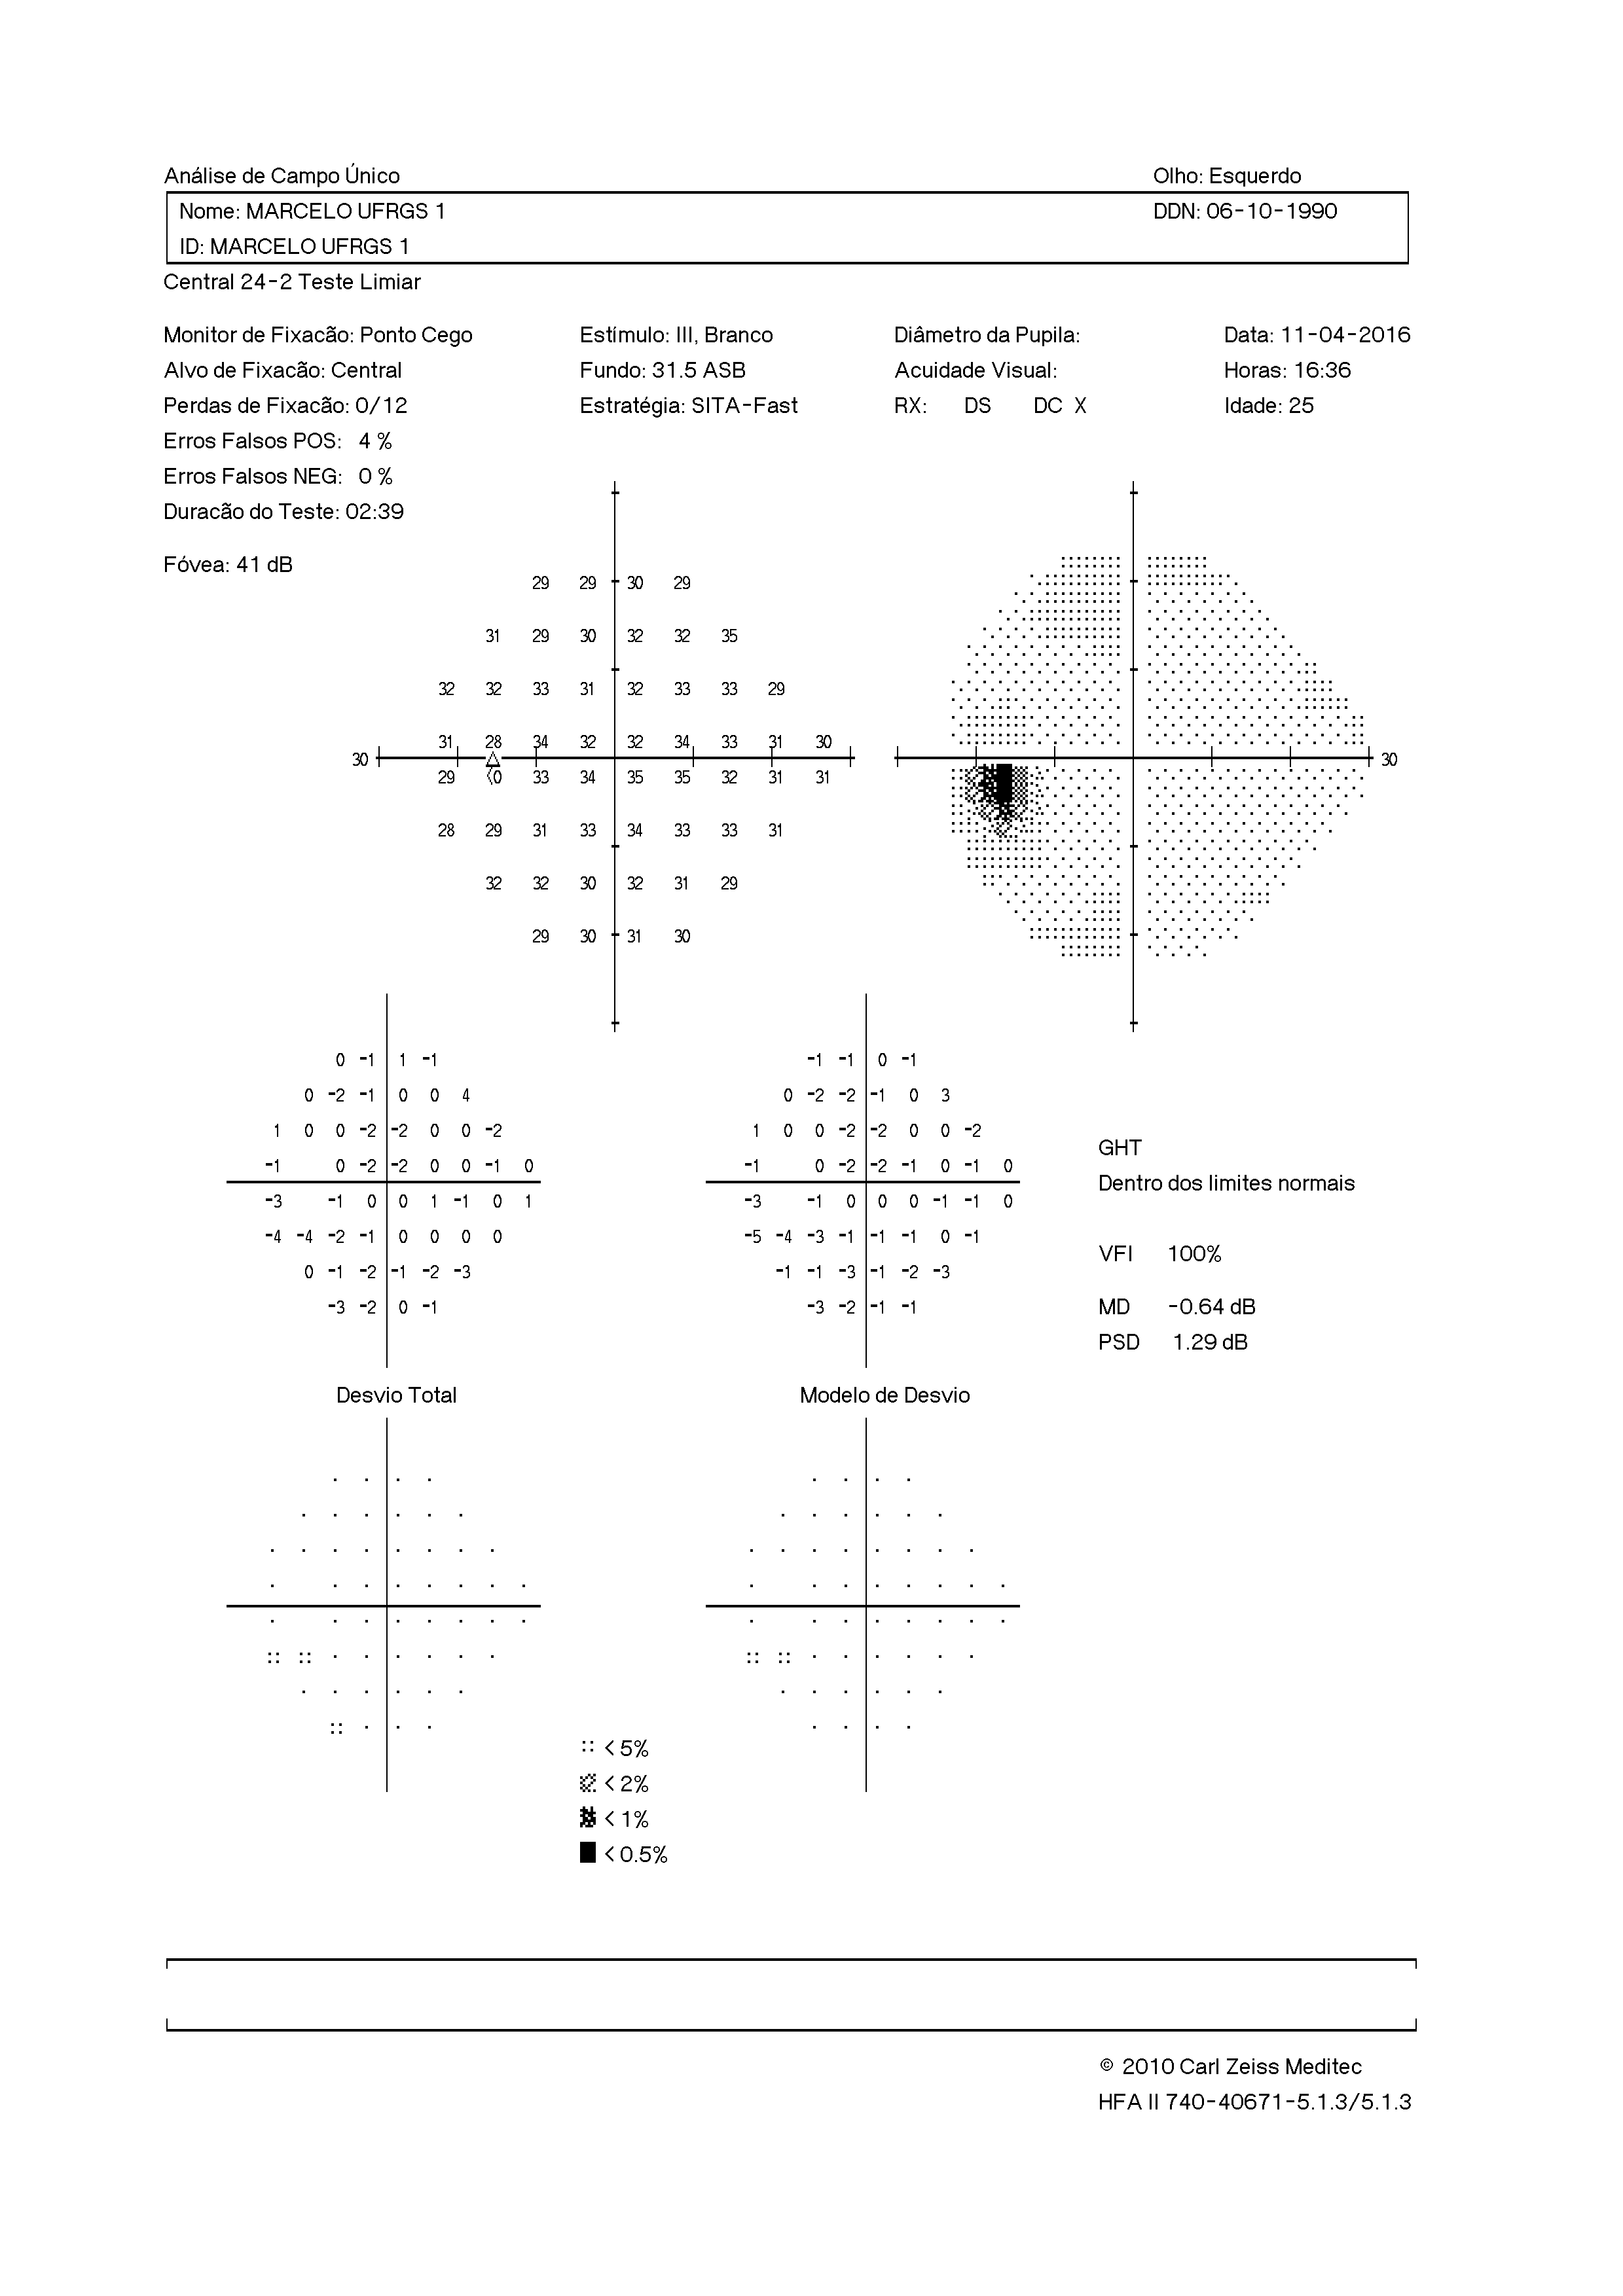 Análise de Campo Único Olho: Esquerdo
Nome: MARCELO UFRGS 1 DDN: 06-10-1990
ID: MARCELO UFRGS 1
Central 24-2 Teste Limiar
Monitor de Fixacão: Ponto Cego Estímulo: III, Branco Diâmetro da Pupila: Data: 11-04-2016
Alvo de Fixacão: Central Fundo: 31.5 ASB Acuidade Visual: Horas: 16:36
Perdas de Fixacão: 0/12 Estratégia: SITA-Fast RX: DS DC X Idade: 25
Erros Falsos POS: 4 %
Erros Falsos NEG: 0 %
Duracão do Teste: 02:39
Fóvea: 41 dB
29 29 30 29
31 29 30 32 32 35
32 32 33 31 32 33 33 29
31 28 34 32 32 34 33 31 30
30 30
29 <0 33 34 35 35 32 31 31
28 29 31 33 34 33 33 31
32 32 30 32 31 29
29 30 31 30
0 -1 1 -1 -1 -1 0 -1
0 -2 -1 0 0 4 0 -2 -2 -1 0 3
1 0 0 -2 -2 0 0 -2 1 0 0 -2 -2 0 0 -2
GHT
-1 0 -2 -2 0 0 -1 0 -1 0 -2 -2 -1 0 -1 0
Dentro dos limites normais
-3 -1 0 0 1 -1 0 1 -3 -1 0 0 0 -1 -1 0
-4 -4 -2 -1 0 0 0 0 -5 -4 -3 -1 -1 -1 0 -1
VFI 100%
0 -1 -2 -1 -2 -3 -1 -1 -3 -1 -2 -3
-3 -2 0 -1 -3 -2 -1 -1 MD -0.64 dB
PSD 1.29 dB
Desvio Total Modelo de Desvio
< 5%
< 2%
< 1%
< 0.5%
© 2010 Carl Zeiss Meditec
HFA II 740-40671-5.1.3/5.1.3